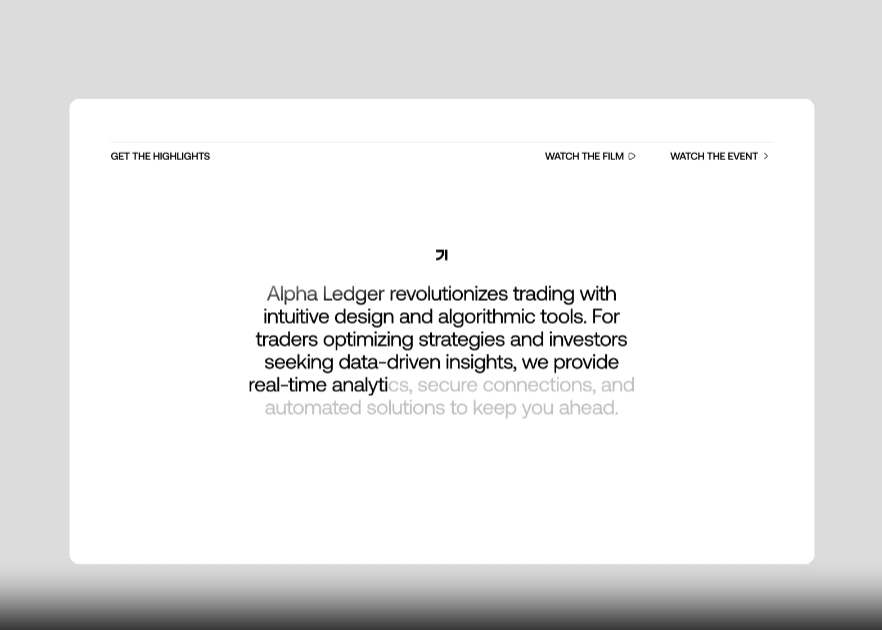 GET THE HIGHLIGHTS
WATCH THE FILM
WATCH THE EVENT
Alpha Ledger revolutionizes trading with
intuitive design and algorithmic tools. For
traders optimizing strategies and investors
seeking data-driven insights, we provide
real-time analytics, secure connections, and
automated solutions to keep you ahead.